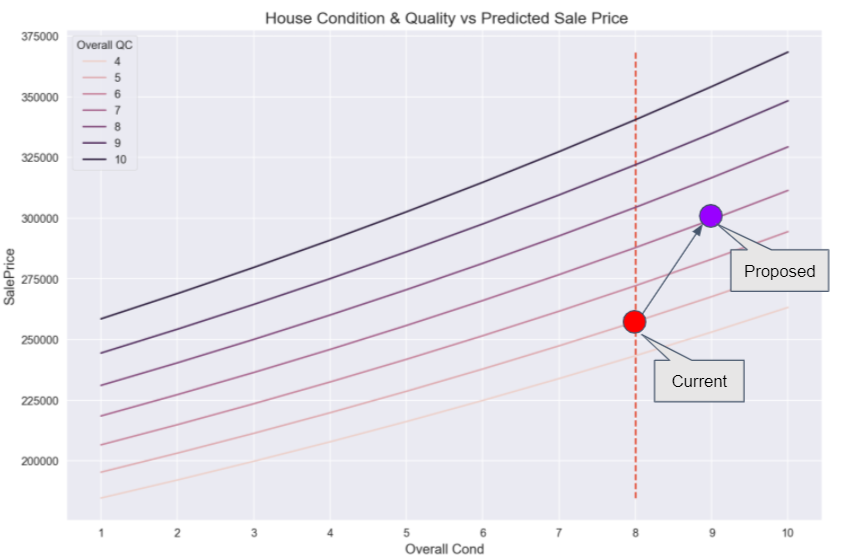 House Condition & Quality vs Predicted Sale Price
375000
350000
325000
300000
275000
250000
225000
200000
SalePrice
Overall QC
4
5
6
7
8
9
10
Proposed
Current
1 2 3 4 5 6 7 8 9 10
Overall Cond